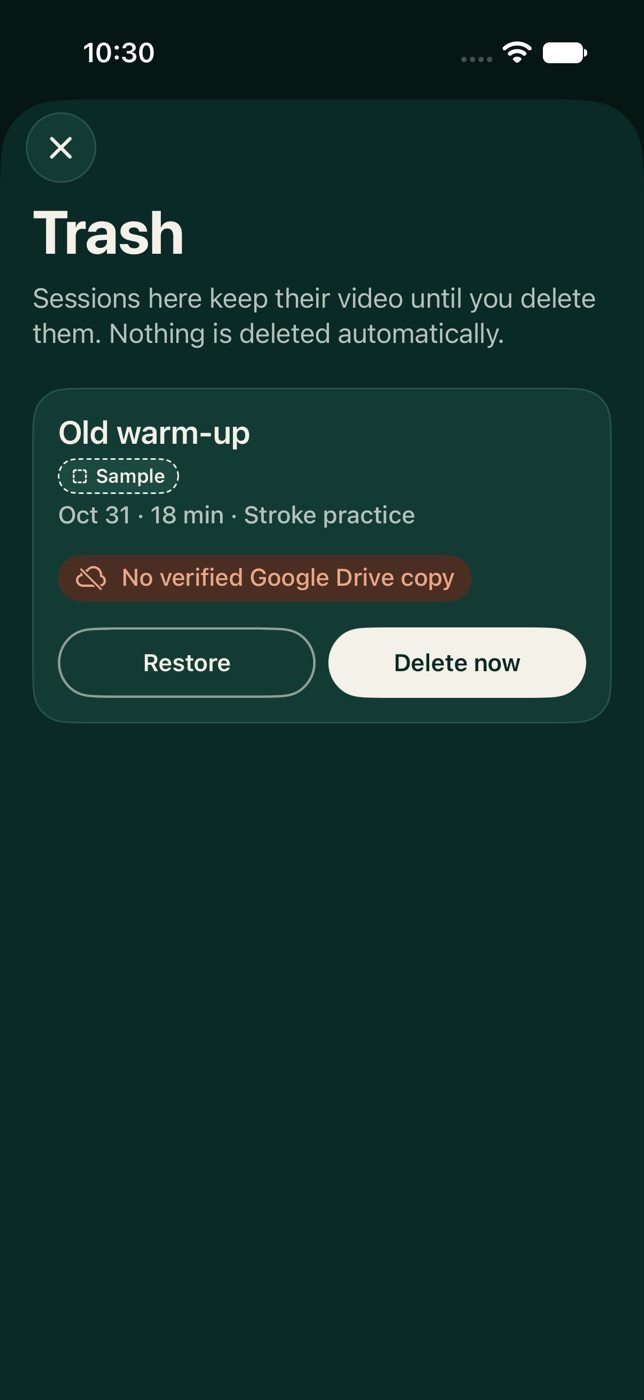 10:30
Trash
Sessions here keep their video until you delete
them. Nothing is deleted automatically.
Old warm-up
Sample
Oct 31 · 18 min · Stroke practice
No verified Google Drive copy
Restore
Delete now